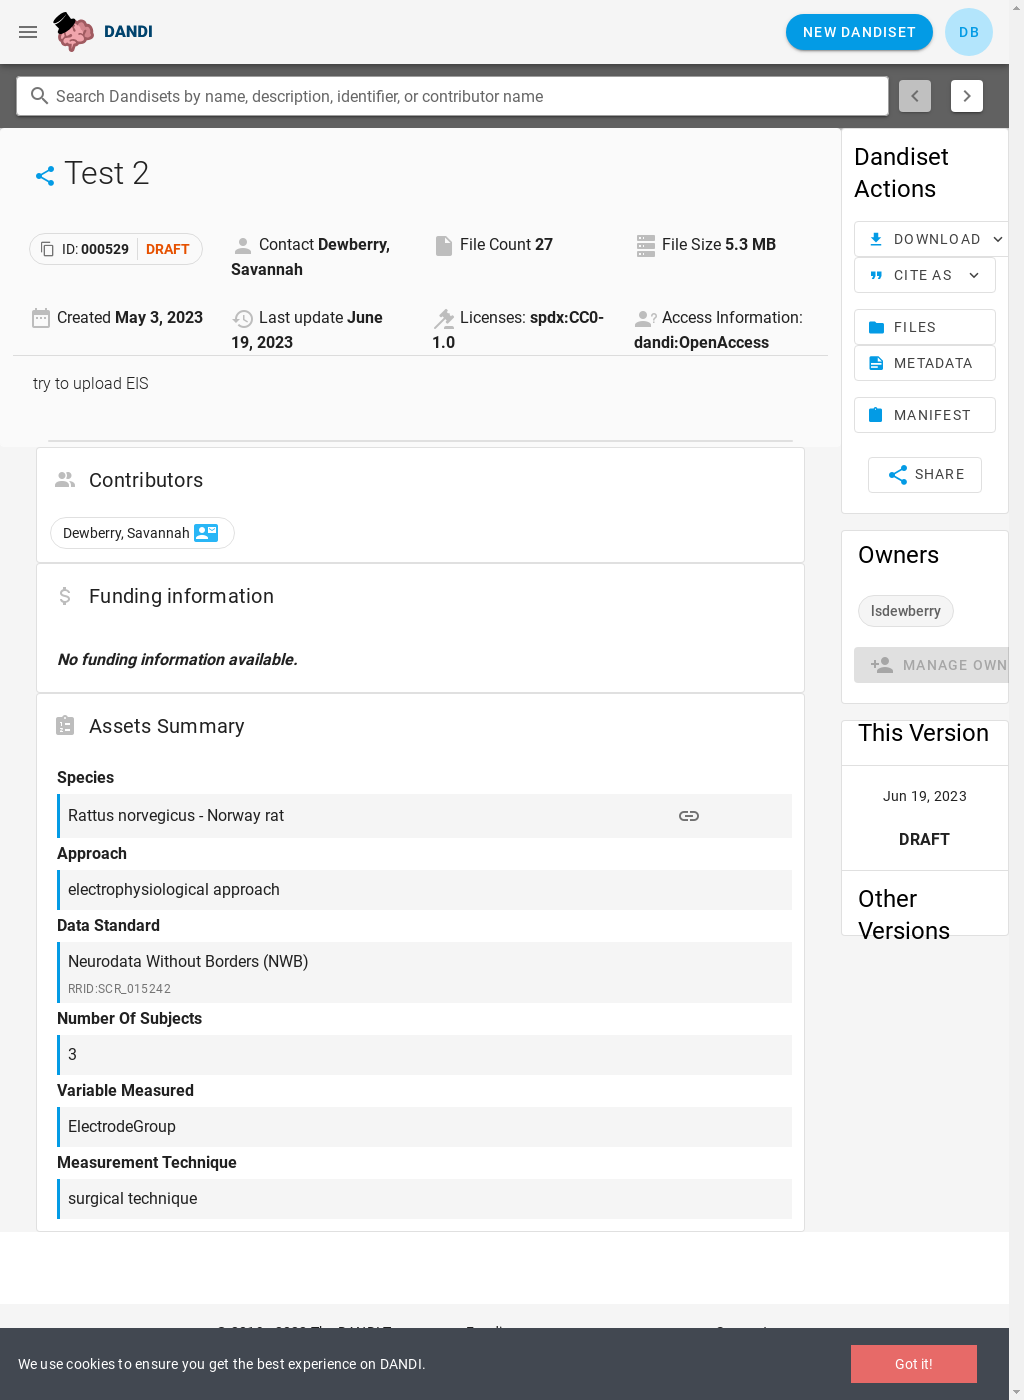 DANDI
NEW DANDISET
DB
Search Dandisets by name, description, identifier, or contributor name
Test 2
ID: 000529 DRAFT
Contact Dewberry,
Savannah
File Count 27
File Size 5.3 MB
Created May 3, 2023
Last update June
19, 2023
Licenses: spdx:CC0-
1.0
Access Information:
dandi:OpenAccess
try to upload EIS
Contributors
Dewberry, Savannah
Funding information
No funding information available.
Assets Summary
Species
Rattus norvegicus - Norway rat
Approach
electrophysiological approach
Data Standard
Neurodata Without Borders (NWB)
RRID:SCR_015242
Number Of Subjects
3
Variable Measured
ElectrodeGroup
Measurement Technique
surgical technique
Dandiset
Actions
DOWNLOAD
CITE AS
FILES
METADATA
MANIFEST
SHARE
Owners
lsdewberry
MANAGE OWN
This Version
Jun 19, 2023
DRAFT
Other
Versions
We use cookies to ensure you get the best experience on DANDI.
Got it!